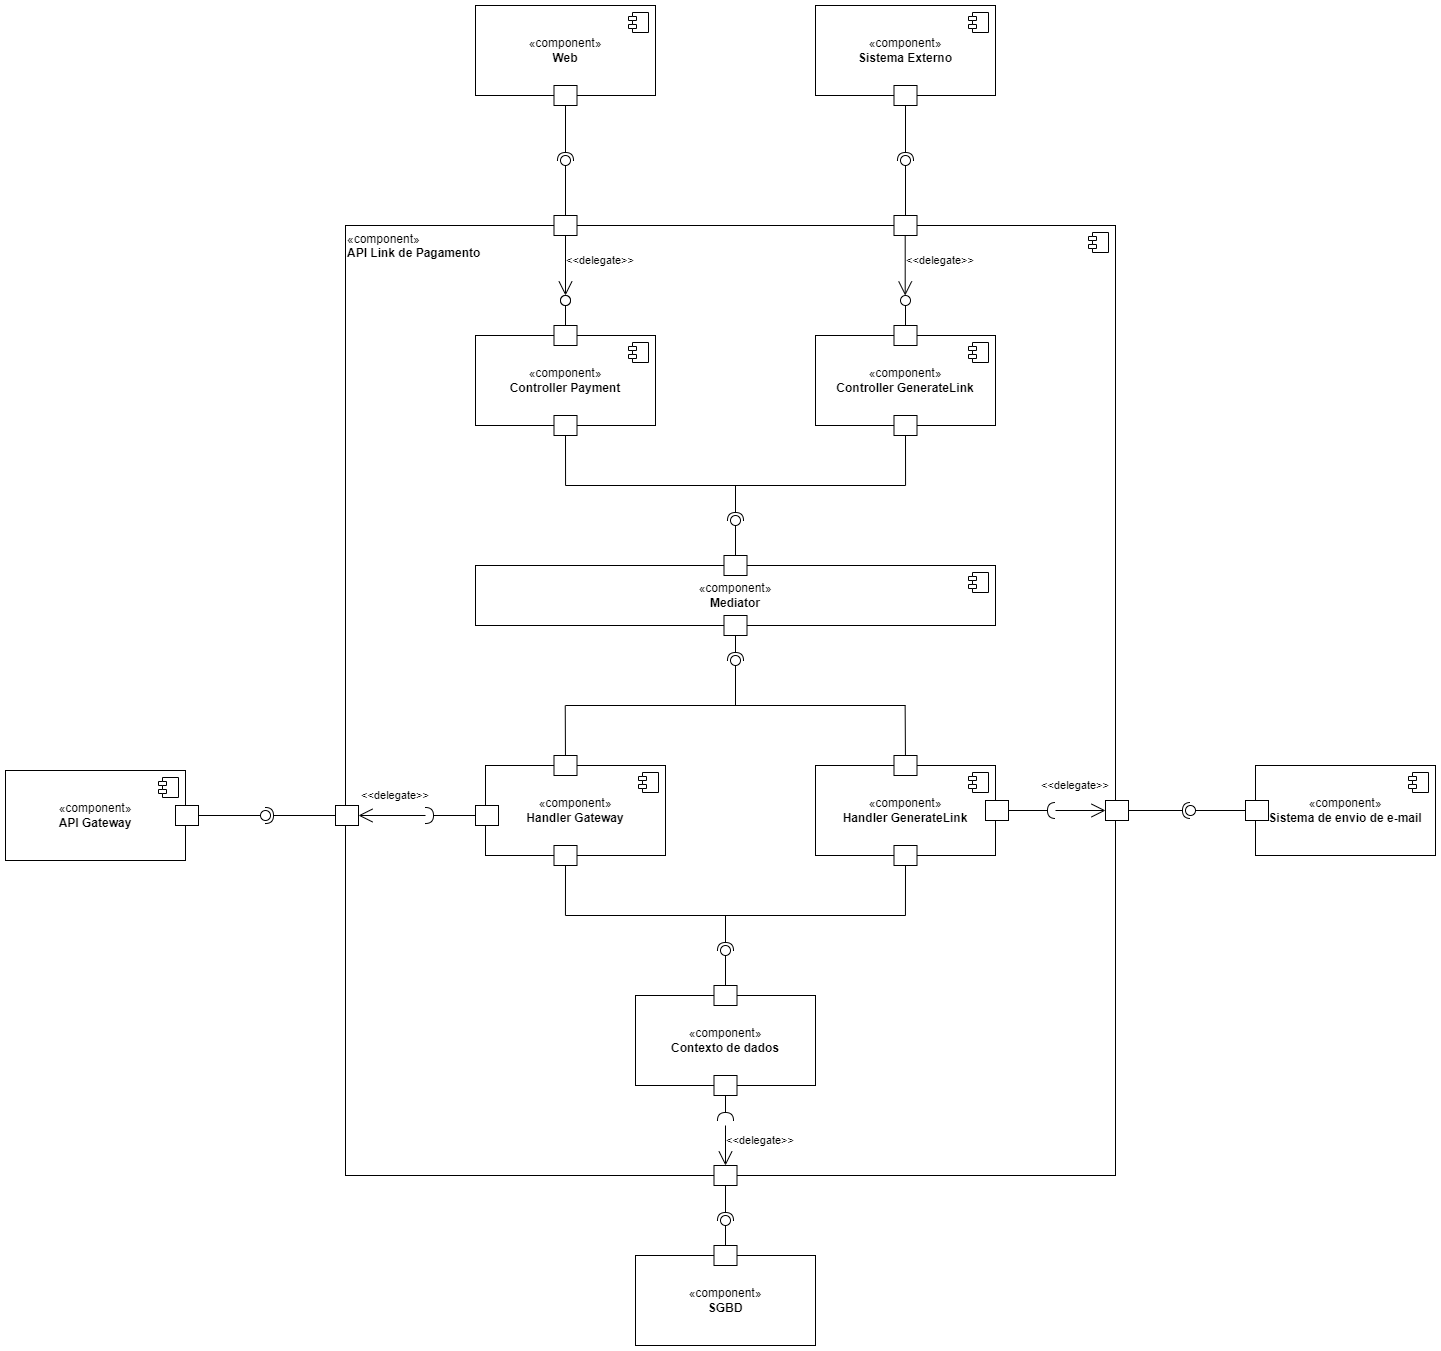 «component»
Web
«component»
Sistema Externo
«component»
API Link de Pagamento
<<delegate>>
<<delegate>>
«component»
Controller Payment
«component»
Controller GenerateLink
«component»
Mediator
«component»
API Gateway
<<delegate>>
«component»
Handler Gateway
«component»
Handler GenerateLink
<<delegate>>
«component»
Sistema de envio de e-mail
«component»
Contexto de dados
<<delegate>>
«component»
SGBD